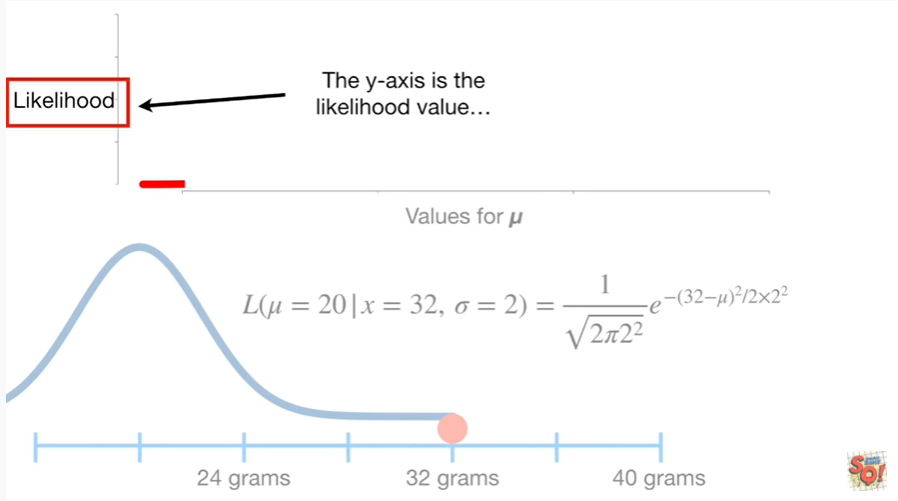 The y-axis is the
likelihood value…
Likelihood
Values for μ
L(μ = 20 | x = 32, σ = 2) = 1/√(2π2²) e^−(32−μ)²/2×2²
24 grams 32 grams 40 grams
SO!